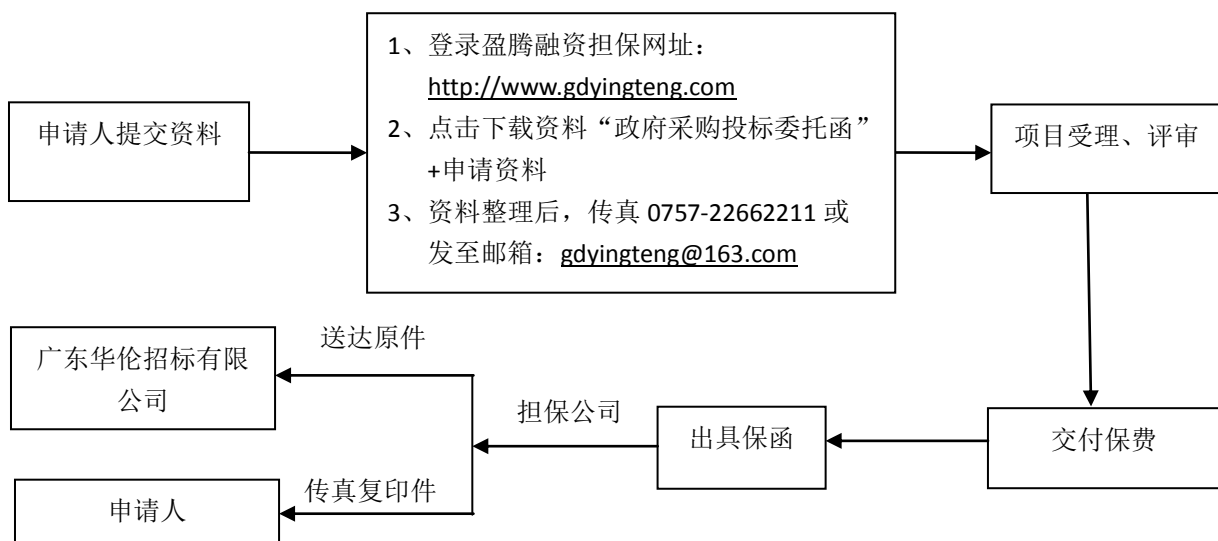 申请人提交资料
1、登录盈腾融资担保网址：
http://www.gdyingteng.com
2、点击下载资料“政府采购投标委托函”
+申请资料
3、资料整理后，传真 0757-22662211 或
发至邮箱：gdyingteng@163.com
项目受理、评审
交付保费
出具保函
担保公司
送达原件
广东华伦招标有限
公司
传真复印件
申请人